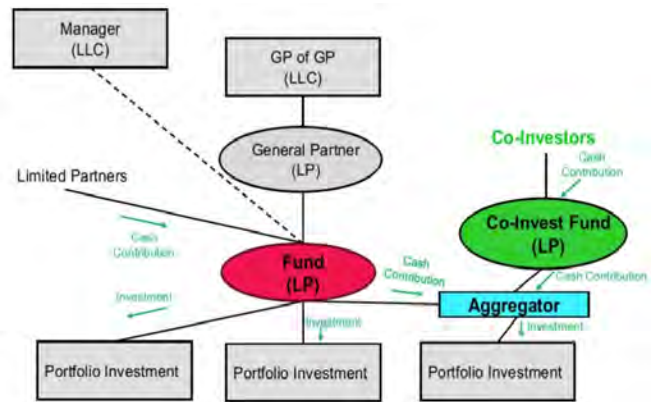 Manager
(LLC)
GP of GP
(LLC)
General Partner
(LP)
Co-Investors
Cash
Contribution
Limited Partners
Cash
Contribution
Co-Invest Fund
(LP)
Fund
(LP)
Cash
Contribution
Cash Contribution
Investment
Aggregator
Investment
Investment
Portfolio Investment
Portfolio Investment
Portfolio Investment